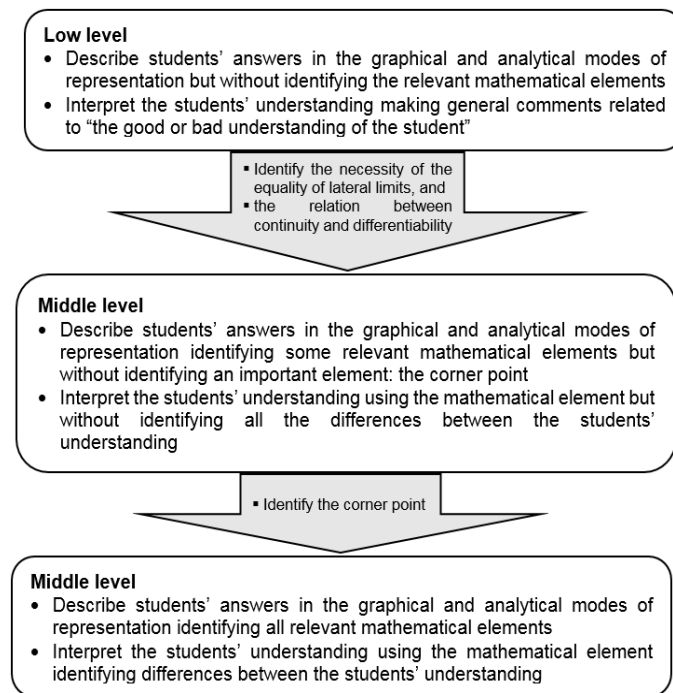 Low level
• Describe students’ answers in the graphical and analytical modes of
representation but without identifying the relevant mathematical elements
• Interpret the students’ understanding making general comments related
to “the good or bad understanding of the student”
▪ Identify the necessity of the
equality of lateral limits, and
▪ the relation between
continuity and differentiability
Middle level
• Describe students’ answers in the graphical and analytical modes of
representation identifying some relevant mathematical elements but
without identifying an important element: the corner point
• Interpret the students’ understanding using the mathematical element but
without identifying all the differences between the students’
understanding
▪ Identify the corner point
Middle level
• Describe students’ answers in the graphical and analytical modes of
representation identifying all relevant mathematical elements
• Interpret the students’ understanding using the mathematical element
identifying differences between the students’ understanding